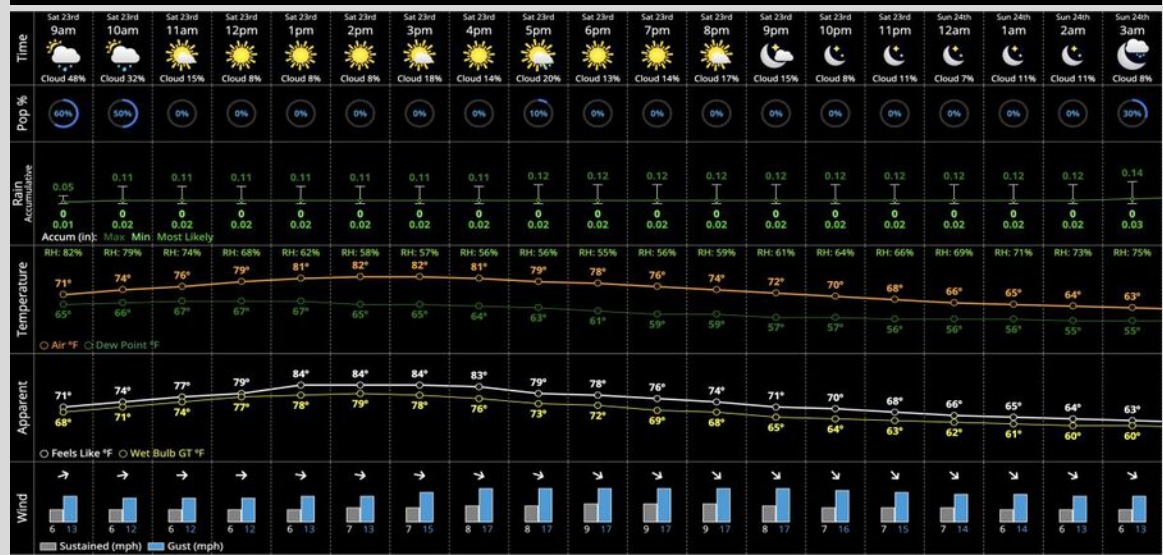 Time
Sat 23rd Sat 23rd Sat 23rd Sat 23rd Sat 23rd Sat 23rd Sat 23rd Sat 23rd Sat 23rd Sat 23rd Sat 23rd Sat 23rd Sat 23rd Sat 23rd Sat 23rd Sun 24th Sun 24th Sun 24th Sun 24th
9am 10am 11am 12pm 1pm 2pm 3pm 4pm 5pm 6pm 7pm 8pm 9pm 10pm 11pm 12am 1am 2am 3am
Cloud 48% Cloud 32% Cloud 15% Cloud 8% Cloud 8% Cloud 8% Cloud 18% Cloud 14% Cloud 20% Cloud 13% Cloud 14% Cloud 17% Cloud 15% Cloud 8% Cloud 11% Cloud 7% Cloud 11% Cloud 11% Cloud 8%
Pop %
60% 50% 0% 0% 0% 0% 0% 0% 10% 0% 0% 0% 0% 0% 0% 0% 0% 0% 30%
Rain
Accumulative
0.05 0.11 0.11 0.11 0.11 0.11 0.11 0.11 0.12 0.12 0.12 0.12 0.12 0.12 0.12 0.12 0.12 0.12 0.14
0 0 0 0 0 0 0 0 0 0 0 0 0 0 0 0 0 0 0
0.01 0.02 0.02 0.02 0.02 0.02 0.02 0.02 0.02 0.02 0.02 0.02 0.02 0.02 0.02 0.02 0.02 0.02 0.03
Accum (in): Max Min Most Likely
Temperature
RH: 82% RH: 79% RH: 74% RH: 68% RH: 62% RH: 58% RH: 57% RH: 56% RH: 56% RH: 55% RH: 56% RH: 59% RH: 61% RH: 64% RH: 66% RH: 69% RH: 71% RH: 73% RH: 75%
71° 74° 76° 79° 81° 82° 82° 81° 79° 78° 76° 74° 72° 70° 68° 66° 65° 64° 63°
65° 66° 67° 67° 67° 65° 65° 64° 63° 61° 59° 59° 57° 57° 56° 56° 56° 55° 55°
Air °F Dew Point °F
Apparent
71° 74° 77° 79° 84° 84° 84° 83° 79° 78° 76° 74° 71° 70° 68° 66° 65° 64° 63°
68° 71° 74° 77° 78° 79° 78° 76° 73° 72° 69° 68° 65° 64° 63° 62° 61° 60° 60°
Feels Like °F Wet Bulb GT °F
Wind
6 13 6 12 6 12 6 12 6 13 7 13 7 15 8 17 8 17 9 17 9 17 9 17 8 17 7 16 7 15 7 14 6 14 6 13 6 13
Sustained (mph) Gust (mph)